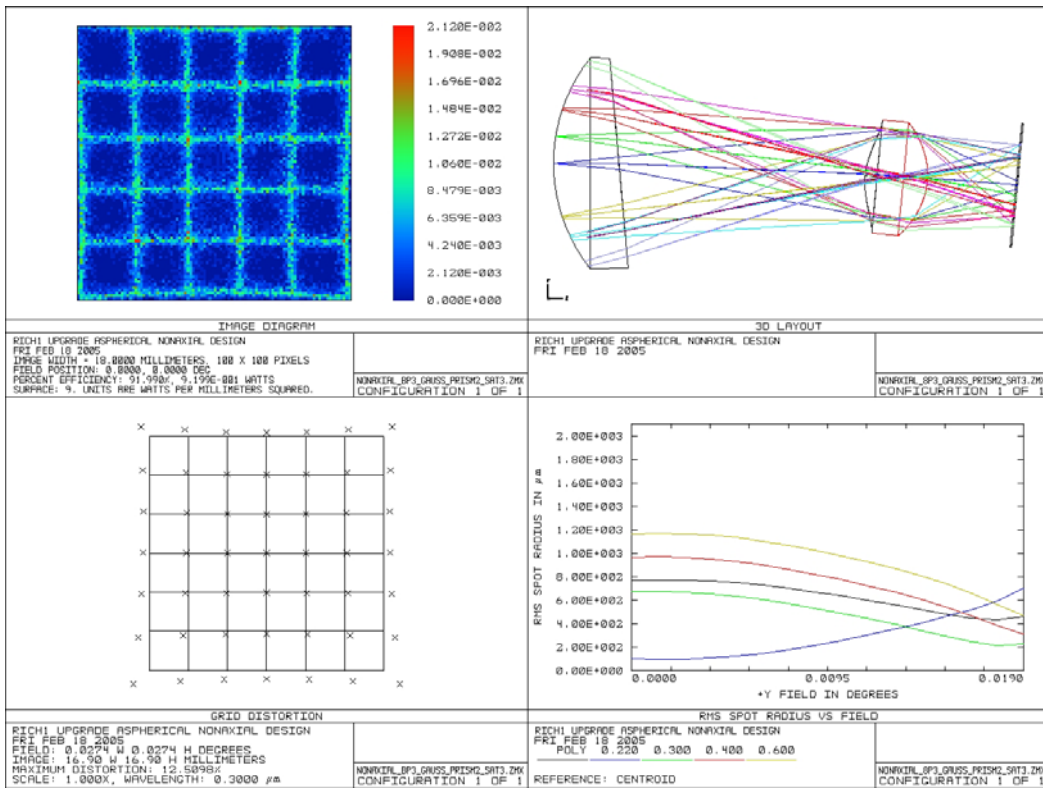 2.120E-002
1.908E-002
1.696E-002
1.484E-002
1.272E-002
1.060E-002
8.479E-003
6.359E-003
4.240E-003
2.120E-003
0.000E+000
IMAGE DIAGRAM
RICH1 UPGRADE ASPHERICAL NONAXIAL DESIGN
FRI FEB 18 2005
IMAGE WIDTH = 18.0000 MILLIMETERS, 100 X 100 PIXELS
FIELD POSITION: 0.0000, 0.0000 DEG
PERCENT EFFICIENCY: 91.990%, 9.199E-001 WATTS
SURFACE: 9. UNITS ARE WATTS PER MILLIMETERS SQUARED.
NONAXIAL_8P3_GAUSS_PRISM2_SAT3.ZMX
CONFIGURATION 1 OF 1
3D LAYOUT
RICH1 UPGRADE ASPHERICAL NONAXIAL DESIGN
FRI FEB 18 2005
NONAXIAL_8P3_GAUSS_PRISM2_SAT3.ZMX
CONFIGURATION 1 OF 1
GRID DISTORTION
RICH1 UPGRADE ASPHERICAL NONAXIAL DESIGN
FRI FEB 18 2005
FIELD: 0.0274 W 0.0274 H DEGREES
IMAGE: 16.90 W 16.90 H MILLIMETERS
MAXIMUM DISTORTION: 12.5098%
SCALE: 1.000X, WAVELENGTH: 0.3000 µm
NONAXIAL_8P3_GAUSS_PRISM2_SAT3.ZMX
CONFIGURATION 1 OF 1
2.00E+003
1.80E+003
1.60E+003
1.40E+003
1.20E+003
1.00E+003
8.00E+002
6.00E+002
4.00E+002
2.00E+002
0.00E+000
RMS SPOT RADIUS IN µm
0.0000 0.0095 0.0190
+Y FIELD IN DEGREES
RMS SPOT RADIUS VS FIELD
RICH1 UPGRADE ASPHERICAL NONAXIAL DESIGN
FRI FEB 18 2005
POLY 0.220 0.300 0.400 0.600
REFERENCE: CENTROID
NONAXIAL_8P3_GAUSS_PRISM2_SAT3.ZMX
CONFIGURATION 1 OF 1